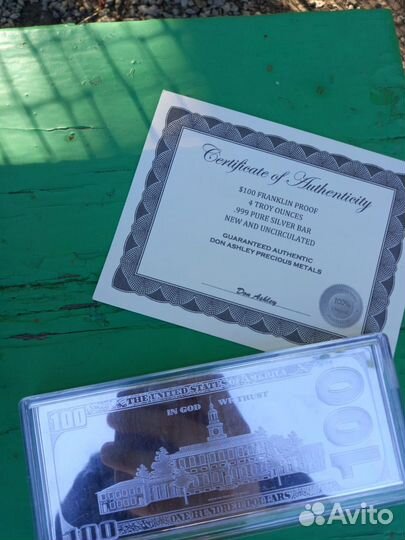 Certificate of Authenticity
$100 FRANKLIN PROOF
4 TROY OUNCES
.999 PURE SILVER BAR
NEW AND UNCIRCULATED
GUARANTEED AUTHENTIC
DON ASHLEY PRECIOUS METALS
Don Ashley
100%
100
THE UNITED STATES OF AMERICA
IN GOD WE TRUST
100
100
ONE HUNDRED DOLLARS
Avito